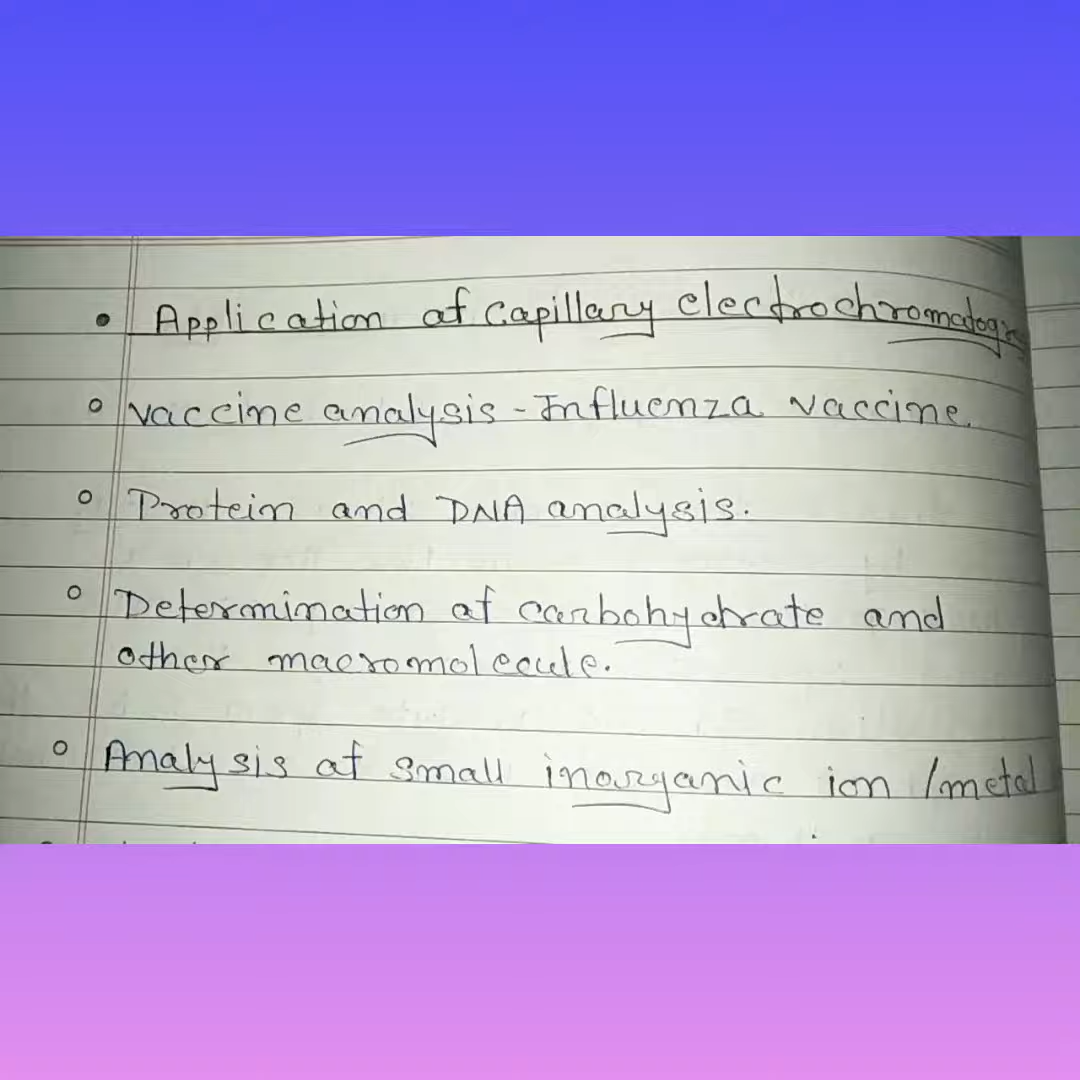 • Application of capillary electrochromatogr
° vaccine analysis - Influenza vaccine.
° Protein and DNA analysis.
° Determination of carbohydrate and
other macromolecule.
° Analysis of small inorganic ion /metal